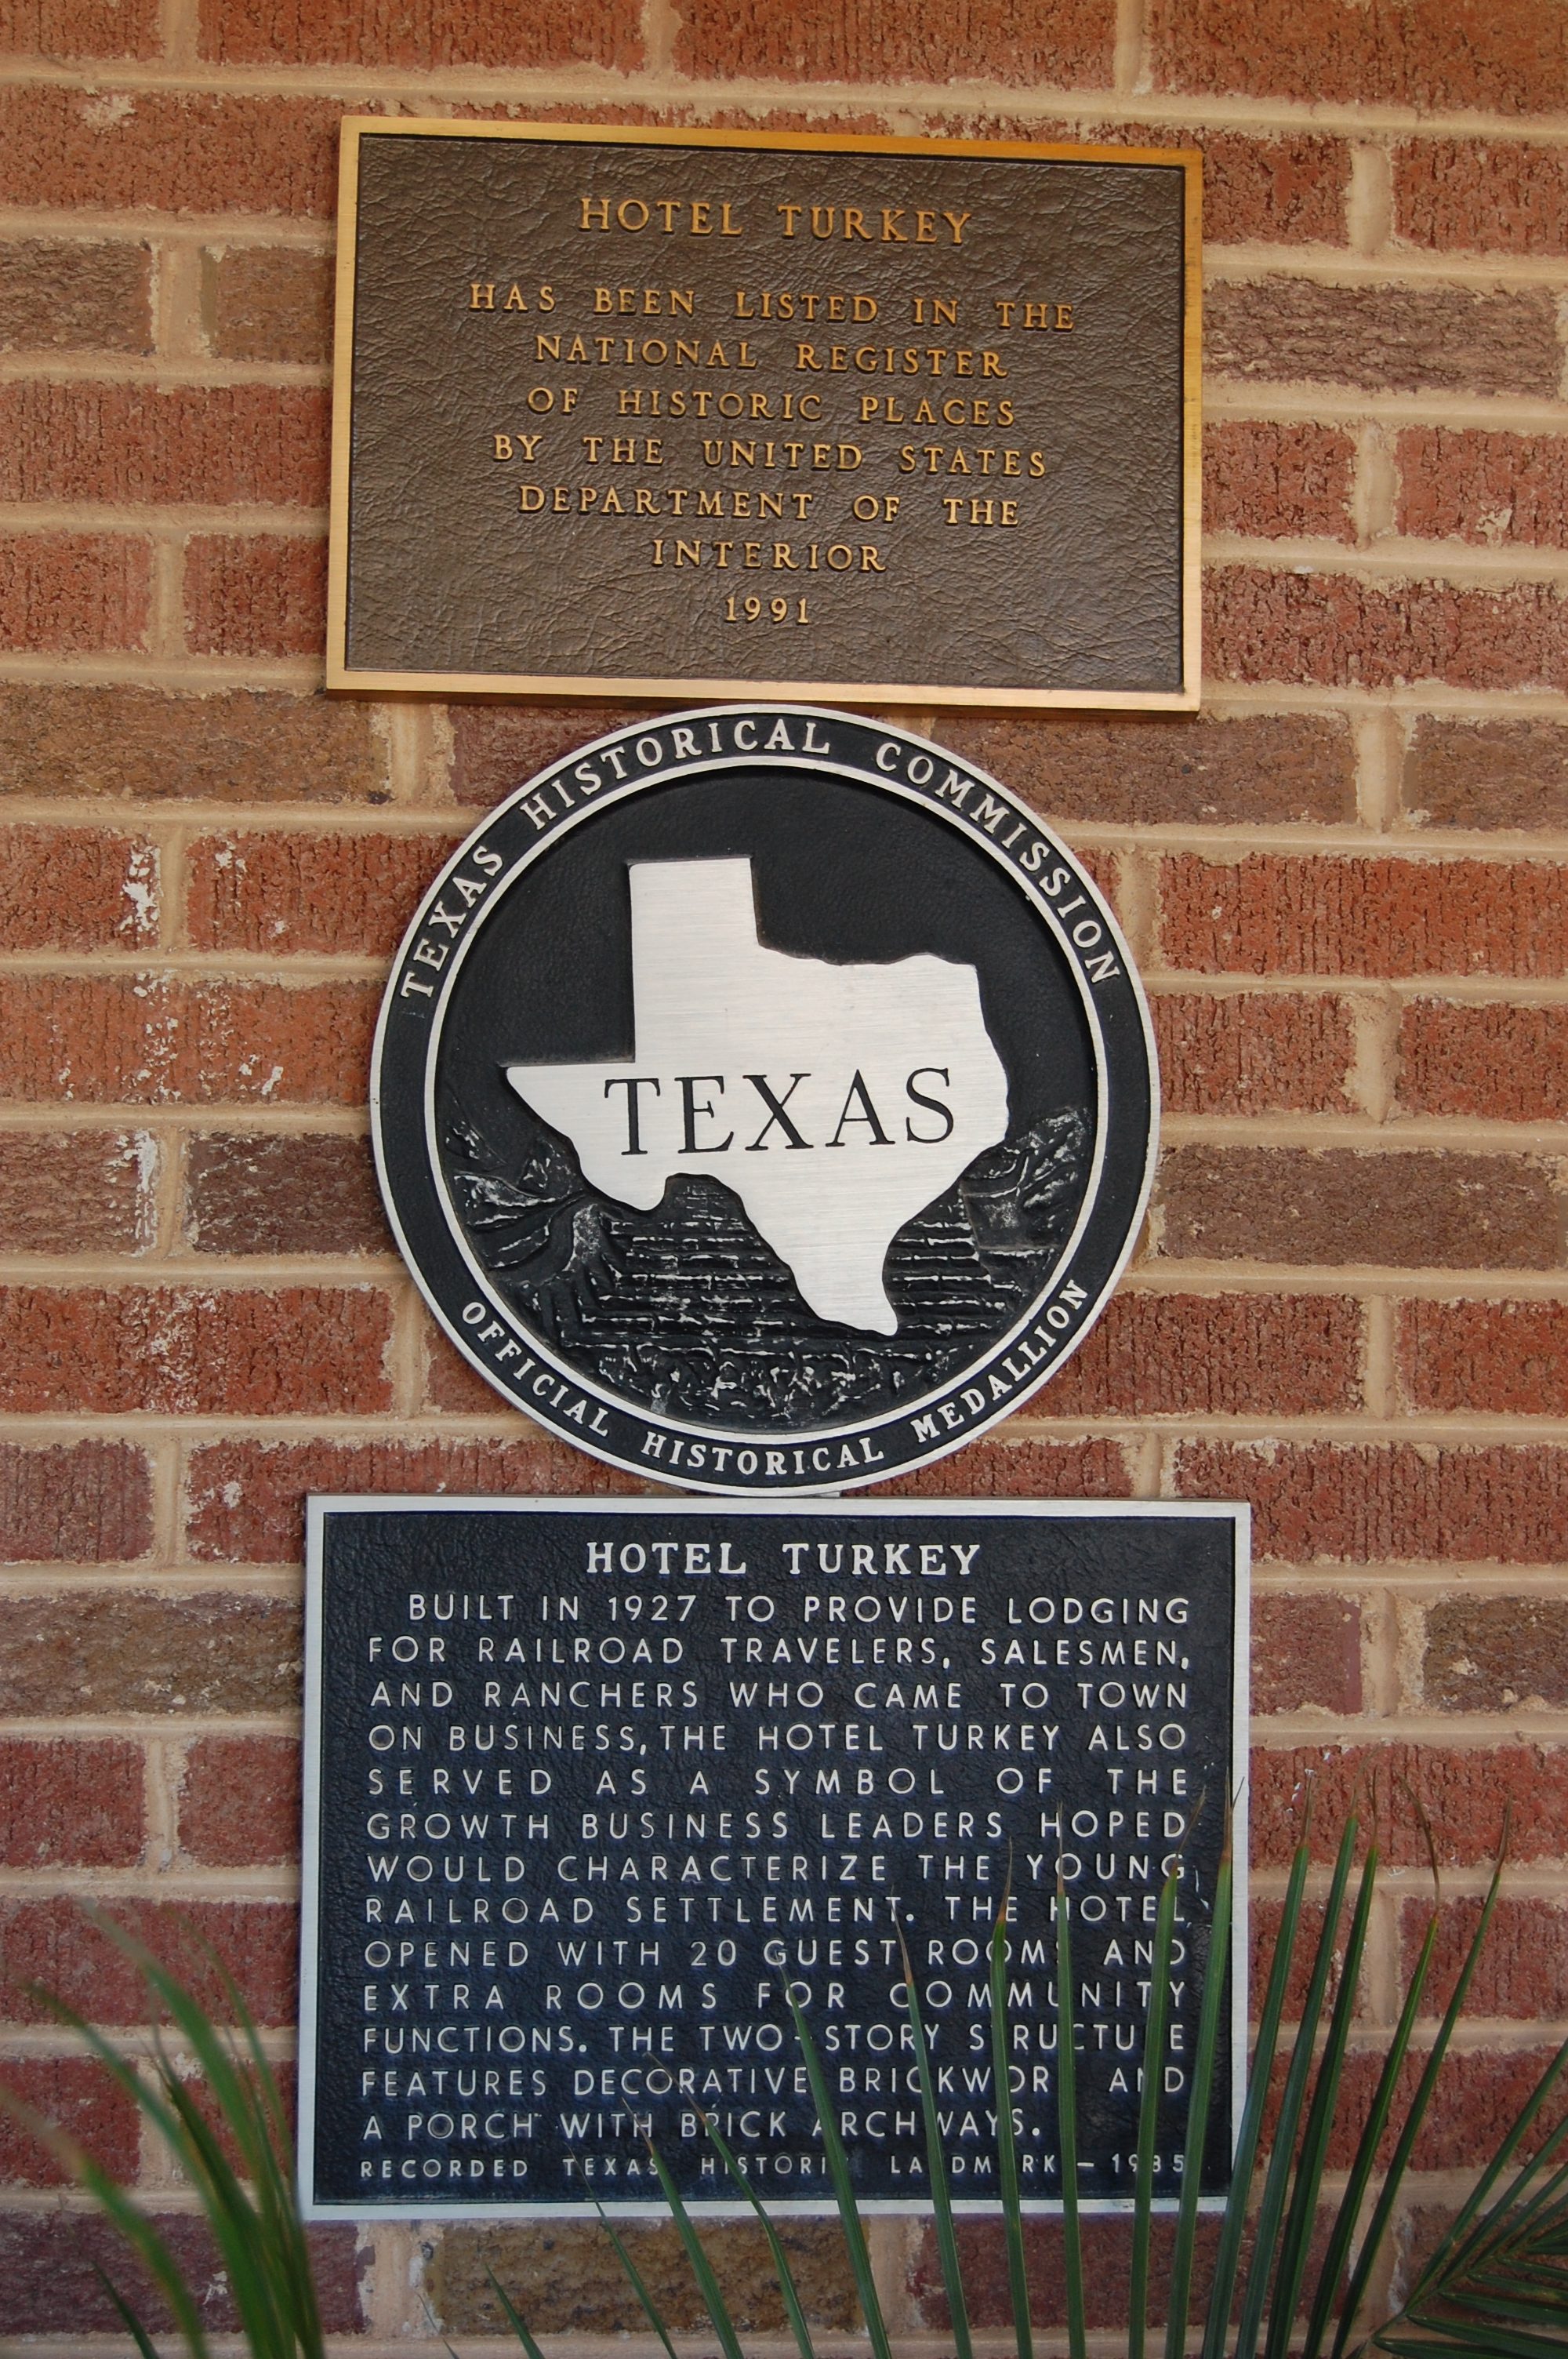 HOTEL TURKEY
HAS BEEN LISTED IN THE
NATIONAL REGISTER
OF HISTORIC PLACES
BY THE UNITED STATES
DEPARTMENT OF THE
INTERIOR
1991
TEXAS HISTORICAL COMMISSION
TEXAS
OFFICIAL HISTORICAL MEDALLION
HOTEL TURKEY
BUILT IN 1927 TO PROVIDE LODGING
FOR RAILROAD TRAVELERS, SALESMEN,
AND RANCHERS WHO CAME TO TOWN
ON BUSINESS, THE HOTEL TURKEY ALSO
SERVED AS A SYMBOL OF THE
GROWTH BUSINESS LEADERS HOPED
WOULD CHARACTERIZE THE YOUNG
RAILROAD SETTLEMENT. THE HOTEL
OPENED WITH 20 GUEST ROOMS AND
EXTRA ROOMS FOR COMMUNITY
FUNCTIONS. THE TWO-STORY STRUCTURE
FEATURES DECORATIVE BRICKWORK AND
A PORCH WITH BRICK ARCHWAYS.
RECORDED TEXAS HISTORIC LANDMARK - 1985